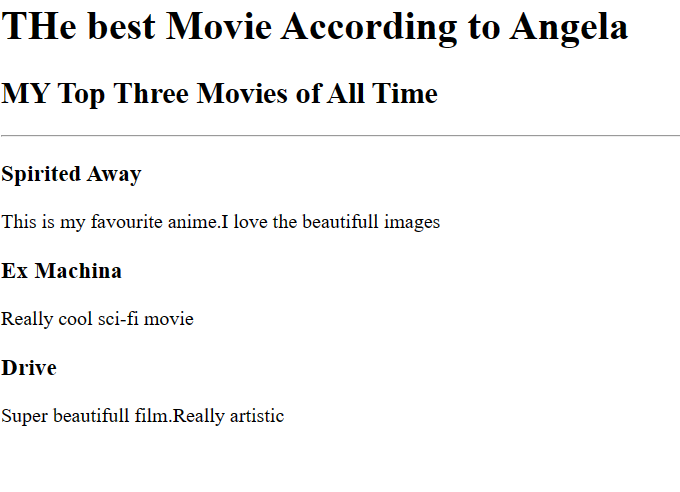 THe best Movie According to Angela
MY Top Three Movies of All Time
Spirited Away
This is my favourite anime.I love the beautifull images
Ex Machina
Really cool sci-fi movie
Drive
Super beautifull film.Really artistic